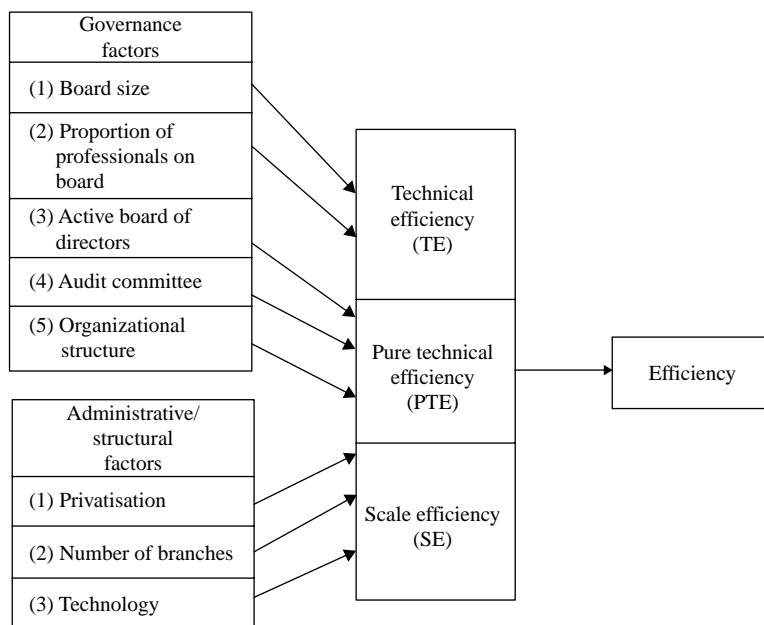 Governance
factors
(1) Board size
(2) Proportion of
professionals on
board
(3) Active board of
directors
(4) Audit committee
(5) Organizational
structure
Administrative/
structural
factors
(1) Privatisation
(2) Number of branches
(3) Technology
Technical
efficiency
(TE)
Pure technical
efficiency
(PTE)
Scale efficiency
(SE)
Efficiency